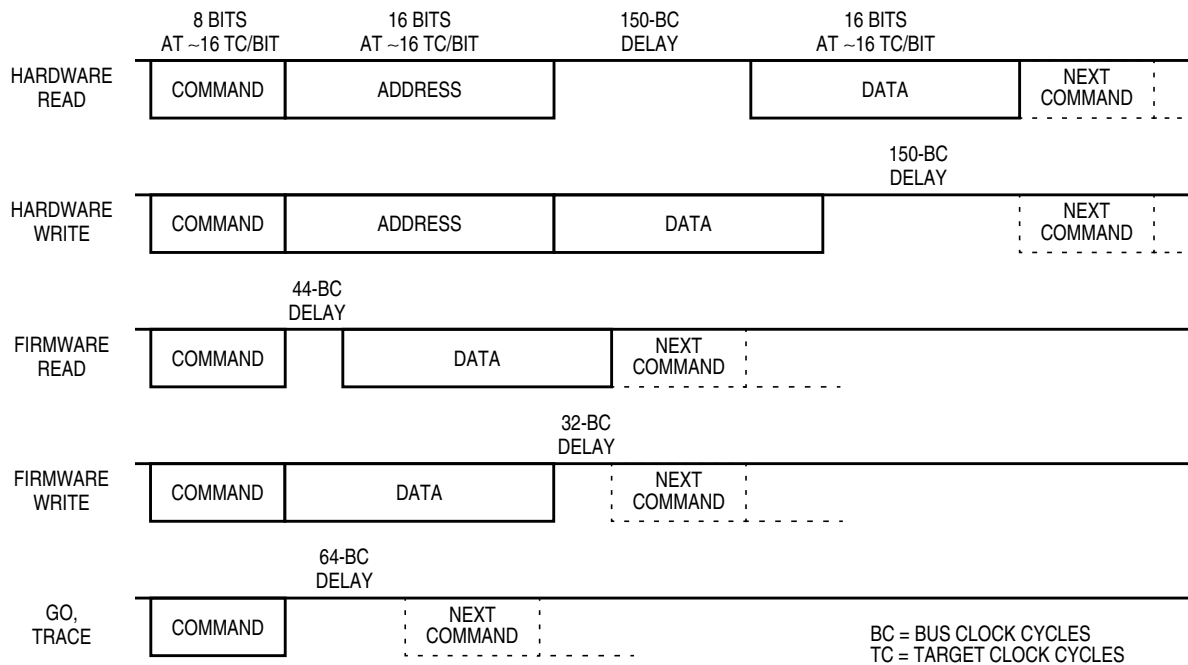 8 BITS
AT ~16 TC/BIT
16 BITS
AT ~16 TC/BIT
150-BC
DELAY
16 BITS
AT ~16 TC/BIT
HARDWARE
READ
COMMAND
ADDRESS
DATA
NEXT
COMMAND
150-BC
DELAY
HARDWARE
WRITE
COMMAND
ADDRESS
DATA
NEXT
COMMAND
44-BC
DELAY
FIRMWARE
READ
COMMAND
DATA
NEXT
COMMAND
32-BC
DELAY
FIRMWARE
WRITE
COMMAND
DATA
NEXT
COMMAND
64-BC
DELAY
GO,
TRACE
COMMAND
NEXT
COMMAND
BC = BUS CLOCK CYCLES
TC = TARGET CLOCK CYCLES